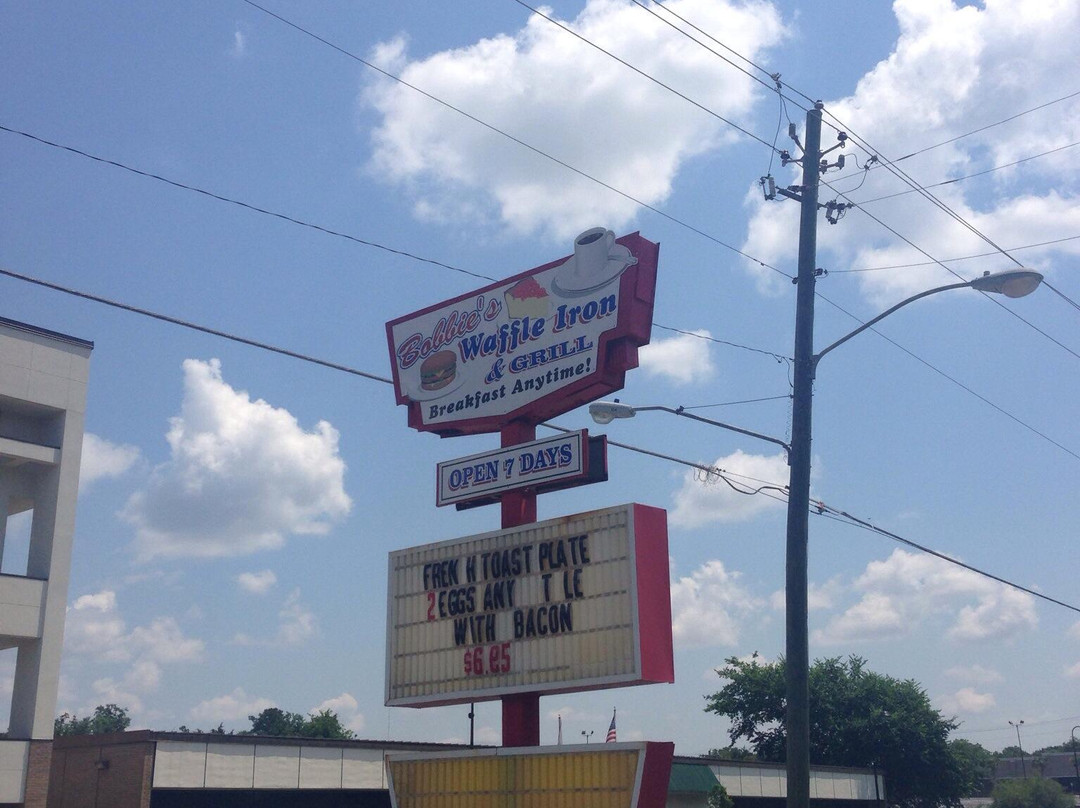 Bobbie's
Waffle Iron
& GRILL
Breakfast Anytime!
OPEN 7 DAYS
FREN H TOAST PLATE
2 EGGS ANY T LE
WITH BACON
$6.85